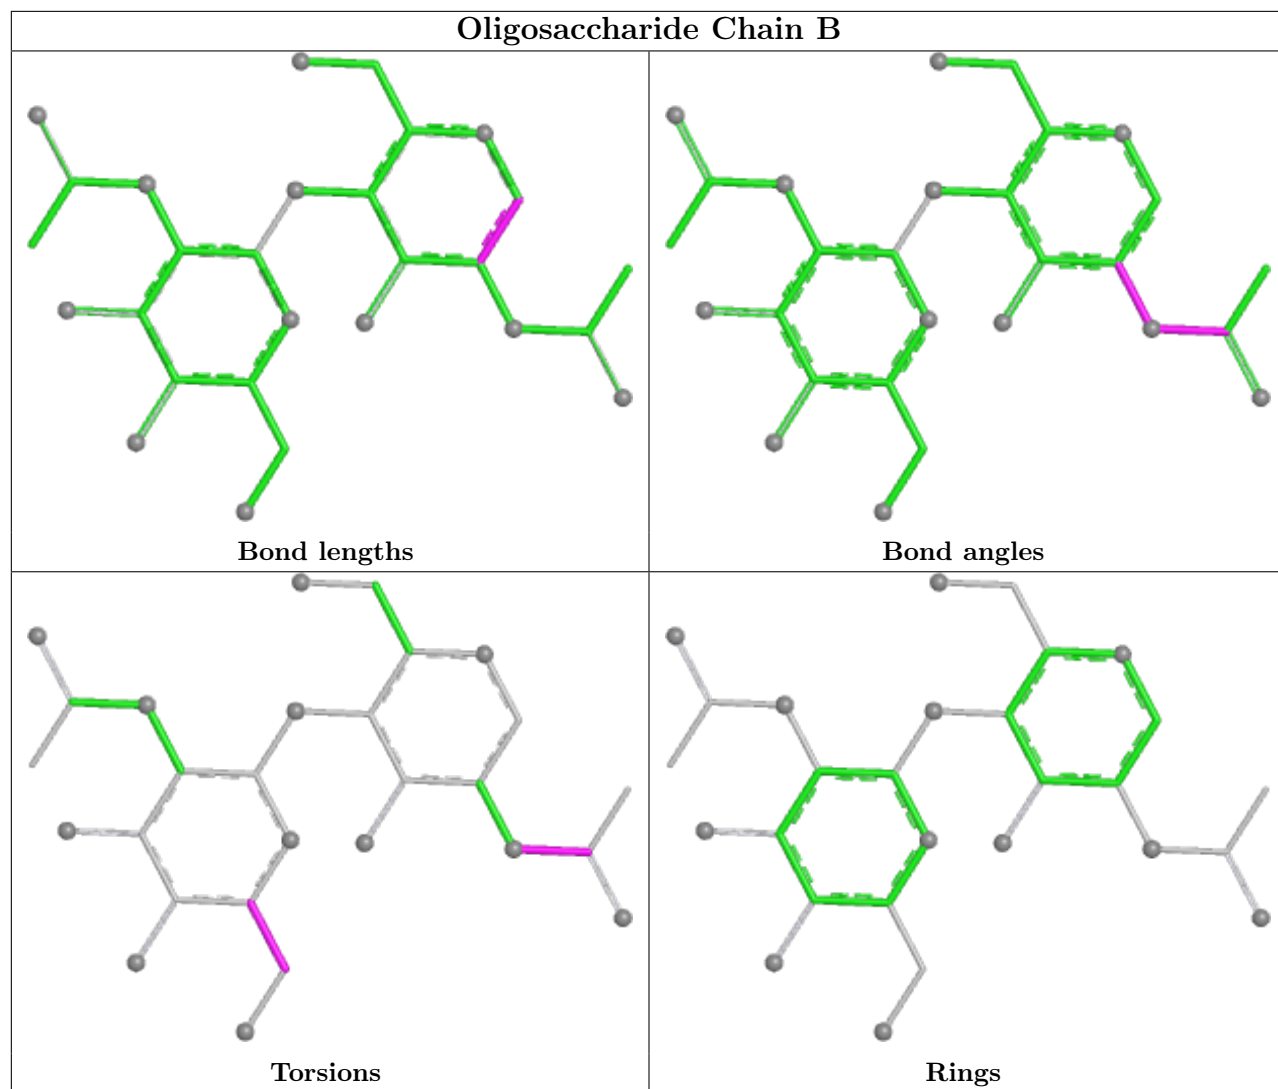 Oligosaccharide Chain B
Bond lengths
Bond angles
Torsions
Rings